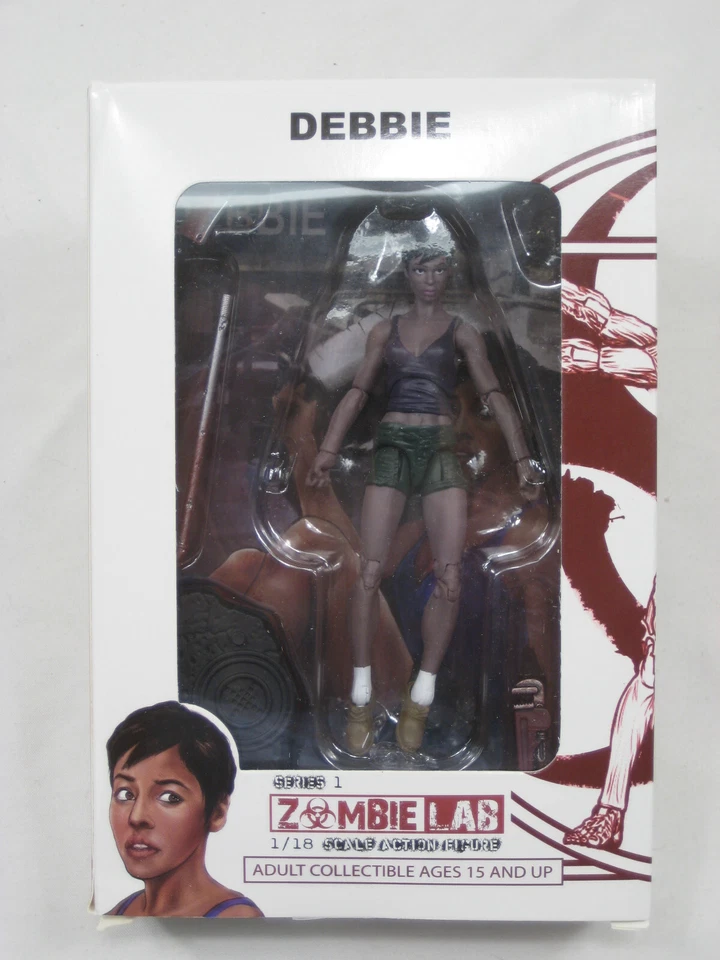 DEBBIE
SERIES 1
ZOMBIE LAB
1/18 SCALE ACTION FIGURE
ADULT COLLECTIBLE AGES 15 AND UP